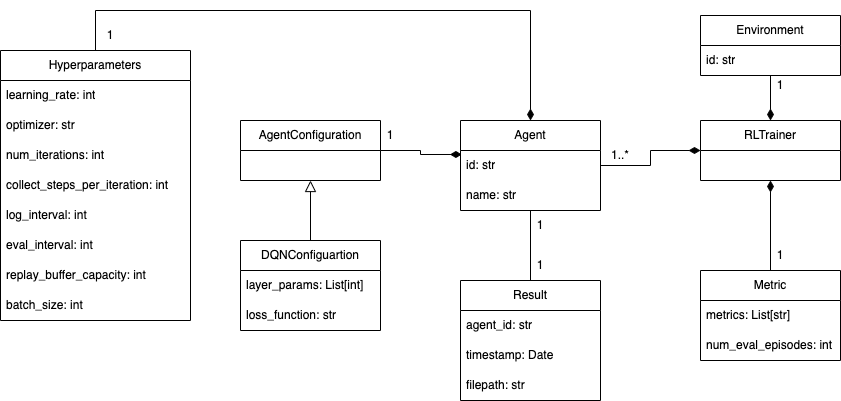 1
Hyperparameters
learning_rate: int
optimizer: str
num_iterations: int
collect_steps_per_iteration: int
log_interval: int
eval_interval: int
replay_buffer_capacity: int
batch_size: int
AgentConfiguration
1
DQNConfiguartion
layer_params: List[int]
loss_function: str
Agent
id: str
name: str
1
1
Result
agent_id: str
timestamp: Date
filepath: str
1..*
Environment
id: str
1
RLTrainer
1
Metric
metrics: List[str]
num_eval_episodes: int